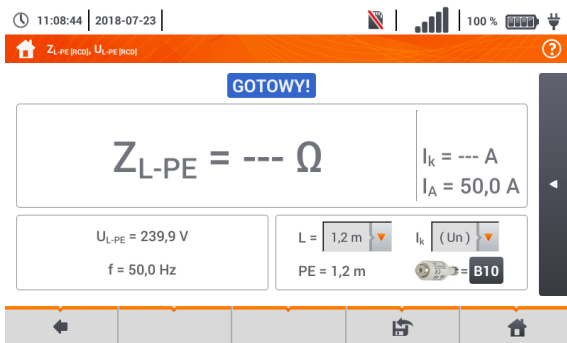 11:08:44 2018-07-23 100 %
ZL-PE [RCD], UL-PE [RCD] ?
GOTOWY!
ZL-PE = --- Ω
Ik = --- A
IA = 50,0 A
UL-PE = 239,9 V
f = 50,0 Hz
L = 1,2 m Ik (Un)
PE = 1,2 m = B10